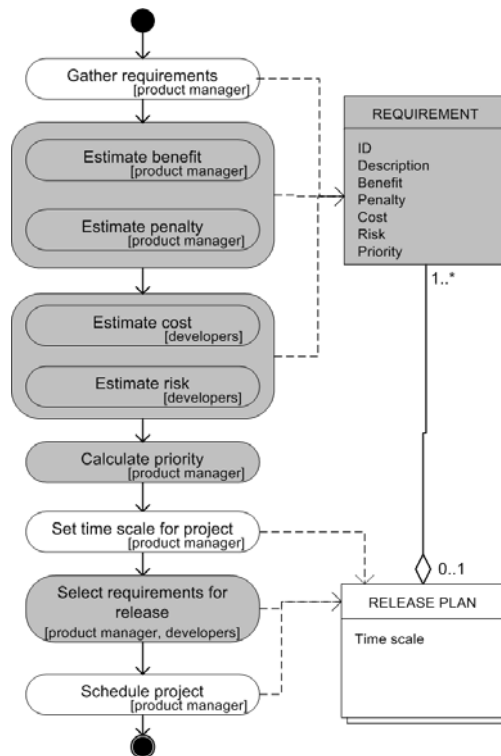 Gather requirements
[product manager]
Estimate benefit
[product manager]
Estimate penalty
[product manager]
Estimate cost
[developers]
Estimate risk
[developers]
Calculate priority
[product manager]
Set time scale for project
[product manager]
Select requirements for
release
[product manager, developers]
Schedule project
[product manager]
REQUIREMENT
ID
Description
Benefit
Penalty
Cost
Risk
Priority
1..*
0..1
RELEASE PLAN
Time scale